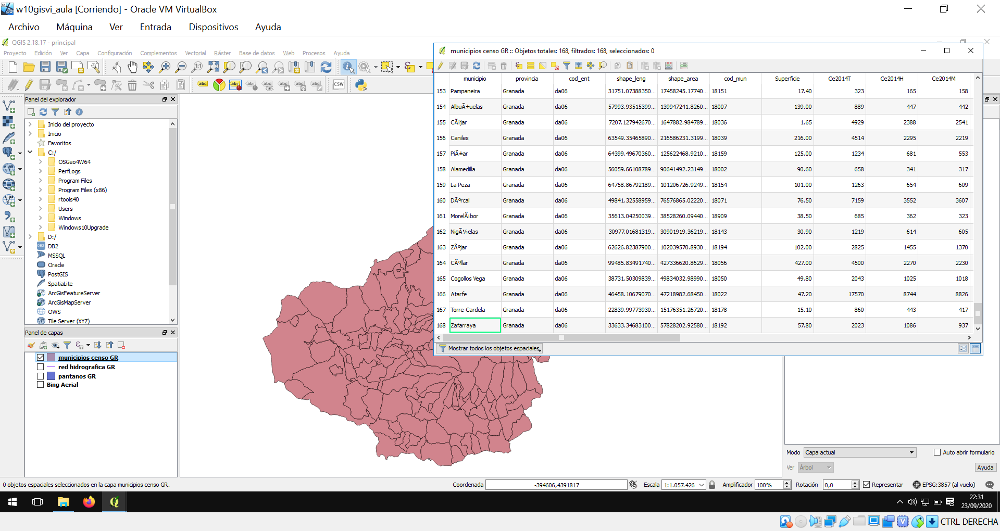 w10gisvi_aula [Corriendo] - Oracle VM VirtualBox
Archivo Máquina Ver Entrada Dispositivos Ayuda
QGIS 2.18.17 - principal
Proyecto Edición Ver Capa Configuración Complementos Vectorial Ráster Base de datos Web Procesos Ayuda
Panel del explorador
Inicio del proyecto
Inicio
Favoritos
C:/
OSGeo4W64
PerfLogs
Program Files
Program Files (x86)
rtools40
Users
Windows
Windows10Upgrade
D:/
DB2
MSSQL
Oracle
PostGIS
SpatiaLite
ArcGisFeatureServer
ArcGisMapServer
OWS
Tile Server (XYZ)
Panel de capas
municipios censo GR
red hidrografica GR
pantanos GR
Bing Aerial
municipios censo GR :: Objetos totales: 168, filtrados: 168, seleccionados: 0
municipio provincia cod_ent shape_leng shape_area cod_mun Superficie Ce2014T Ce2014H Ce2014M
153 Pampaneira Granada da06 31751.07388350... 17458245.17740... 18151 17.40 323 165 158
154 AlbuÃ±uelas Granada da06 57993.93515399... 139947241.8260... 18007 139.00 889 447 442
155 CÃ¡jar Granada da06 7207.127942670... 1647882.984789... 18036 1.65 4929 2388 2541
156 Caniles Granada da06 63549.35465890... 216586231.3199... 18039 216.00 4514 2295 2219
157 PiÃ±ar Granada da06 64399.49670360... 125622468.9210... 18159 125.00 1234 681 553
158 Alamedilla Granada da06 56059.66108789... 90641492.23149... 18002 90.60 658 341 317
159 La Peza Granada da06 64758.86792189... 101206726.9249... 18154 101.00 1263 654 609
160 DÃºrcal Granada da06 49841.32558959... 76576865.02220... 18071 76.50 7159 3552 3607
161 MorelÃ¡bor Granada da06 35613.04250039... 38528260.09440... 18909 38.50 685 362 323
162 NigÃ¼elas Granada da06 30977.01681319... 30901919.36219... 18143 30.90 1219 614 605
163 ZÃºjar Granada da06 62626.82387900... 102039570.8930... 18194 102.00 2825 1455 1370
164 CÃºllar Granada da06 99485.83491740... 427336620.8629... 18056 427.00 4500 2270 2230
165 Cogollos Vega Granada da06 38731.50309839... 49834032.98990... 18050 49.80 2043 1025 1018
166 Atarfe Granada da06 46458.10679070... 47218982.68450... 18022 47.20 17570 8744 8826
167 Torre-Cardela Granada da06 22839.99773930... 15176351.26720... 18178 15.10 860 443 417
168 Zafarraya Granada da06 33633.34683100... 57828202.92580... 18192 57.80 2023 1086 937
Mostrar todos los objetos espaciales
Modo Capa actual Auto abrir formulario
Ver Árbol Ayuda
0 objetos espaciales seleccionados en la capa municipios censo GR. Coordenada -394606,4391817 Escala 1:1.057.426 Amplificador 100% Rotación 0,0 Representar EPSG:3857 (al vuelo)
22:31
23/09/2020
CTRL DERECHA